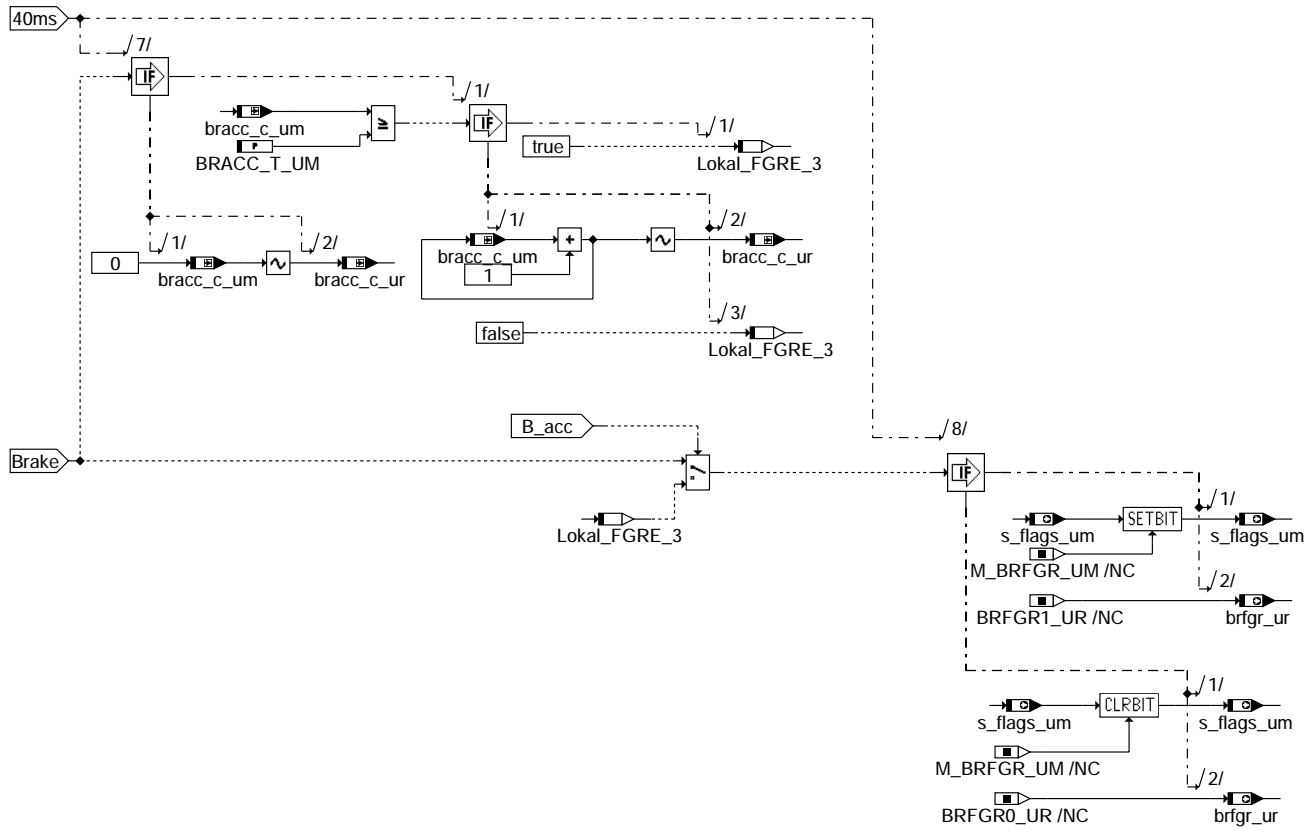 40ms
/7/
IF
/1/
bracc_c_um
BRACC_T_UM
≥
IF
/1/
true
Lokal_FGRE_3
/1/
/2/
0
bracc_c_um
bracc_c_ur
/1/
/2/
bracc_c_um
+
bracc_c_ur
1
/3/
false
Lokal_FGRE_3
B_acc
/8/
Brake
IF
Lokal_FGRE_3
/1/
s_flags_um
SETBIT
s_flags_um
M_BRFGR_UM /NC
/2/
BRFGR1_UR /NC
brfgr_ur
/1/
s_flags_um
CLRBIT
s_flags_um
M_BRFGR_UM /NC
/2/
BRFGR0_UR /NC
brfgr_ur